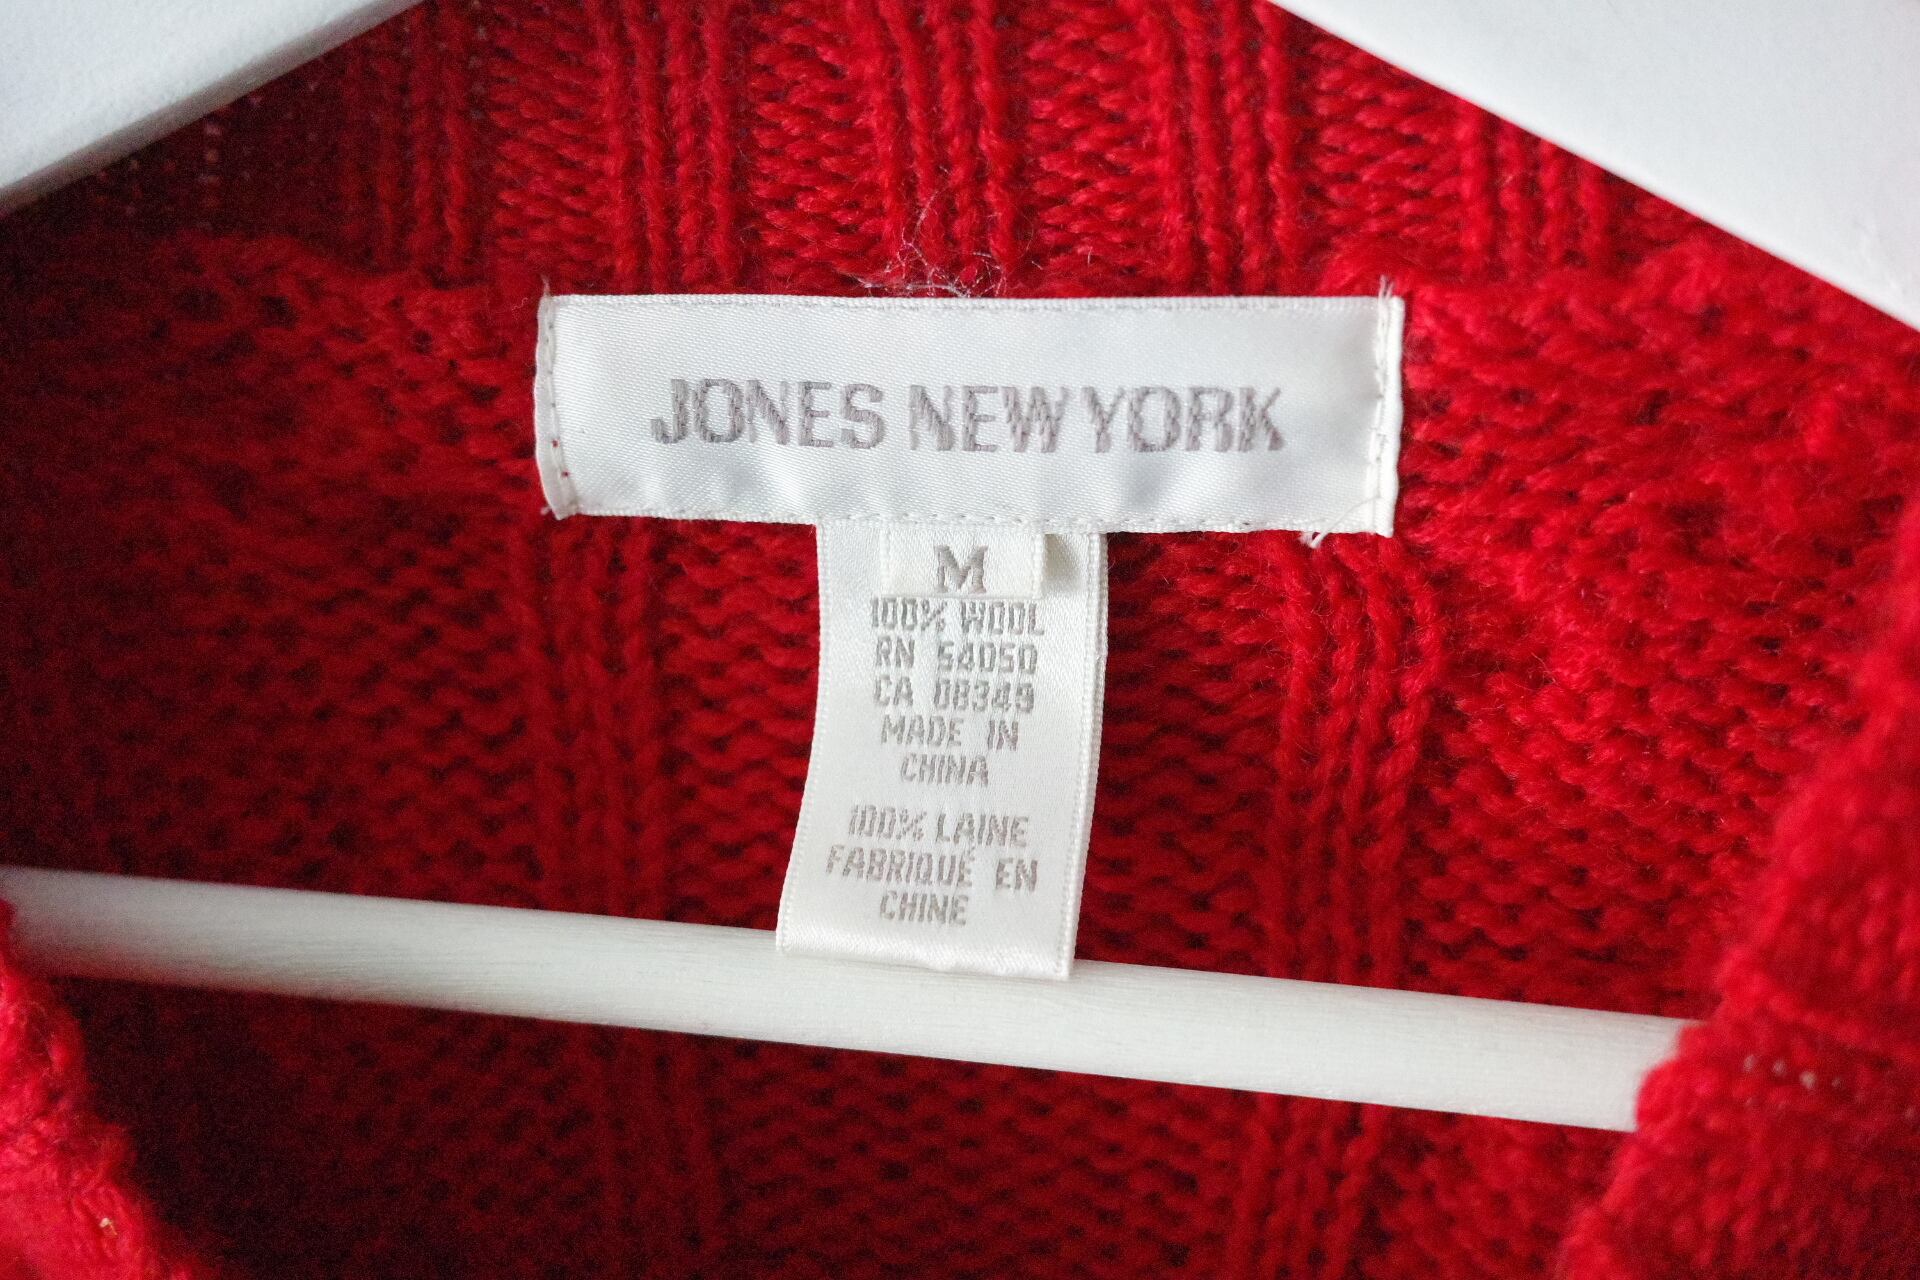 JONES NEW YORK
M
100% WOOL
RN 54050
CA 08349
MADE IN
CHINA
100% LAINE
FABRIQUÉ EN
CHINE